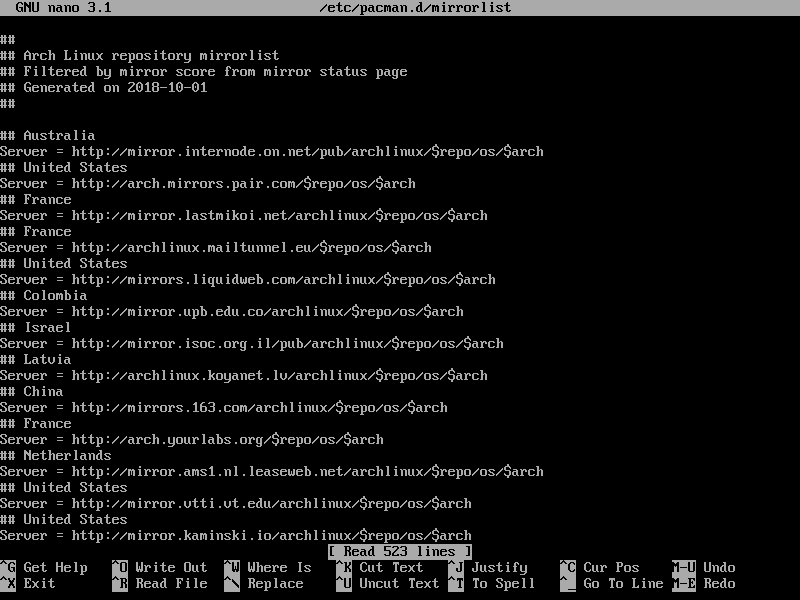 GNU nano 3.1 /etc/pacman.d/mirrorlist
##
## Arch Linux repository mirrorlist
## Filtered by mirror score from mirror status page
## Generated on 2018-10-01
##
## Australia
Server = http://mirror.internode.on.net/pub/archlinux/$repo/os/$arch
## United States
Server = http://arch.mirrors.pair.com/$repo/os/$arch
## France
Server = http://mirror.lastmikoi.net/archlinux/$repo/os/$arch
## France
Server = http://archlinux.mailtunnel.eu/$repo/os/$arch
## United States
Server = http://mirrors.liquidweb.com/archlinux/$repo/os/$arch
## Colombia
Server = http://mirror.upb.edu.co/archlinux/$repo/os/$arch
## Israel
Server = http://mirror.isoc.org.il/pub/archlinux/$repo/os/$arch
## Latvia
Server = http://archlinux.koyanet.lv/archlinux/$repo/os/$arch
## China
Server = http://mirrors.163.com/archlinux/$repo/os/$arch
## France
Server = http://arch.yourlabs.org/$repo/os/$arch
## Netherlands
Server = http://mirror.ams1.nl.leaseweb.net/archlinux/$repo/os/$arch
## United States
Server = http://mirror.vtti.vt.edu/archlinux/$repo/os/$arch
## United States
Server = http://mirror.kaminski.io/archlinux/$repo/os/$arch
[ Read 523 lines ]
^G Get Help ^O Write Out ^W Where Is ^K Cut Text ^J Justify ^C Cur Pos M-U Undo
^X Exit ^R Read File ^\ Replace ^U Uncut Text ^T To Spell ^_ Go To Line M-E Redo